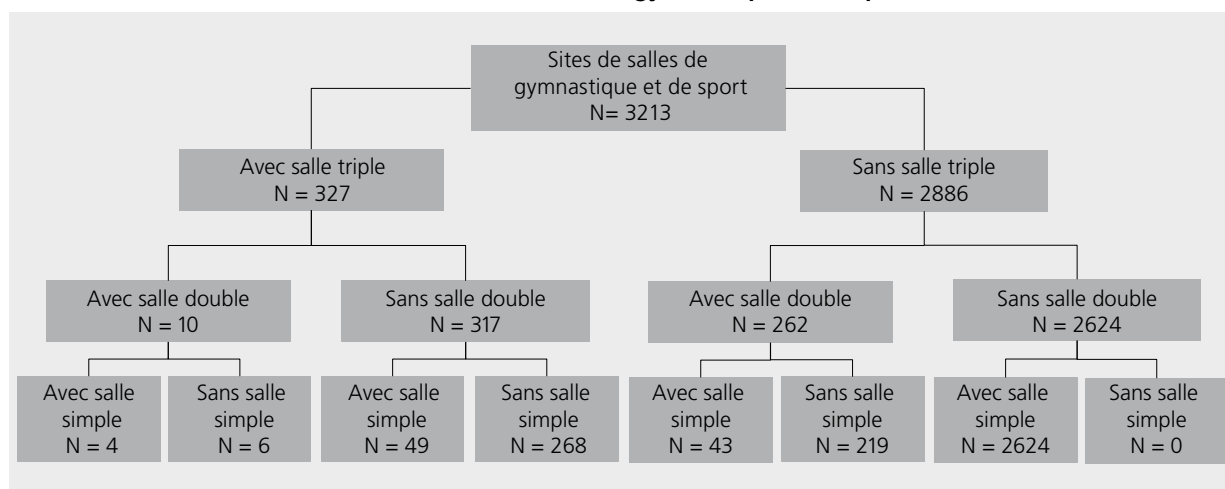 Sites de salles de
gymnastique et de sport
N= 3213
Avec salle triple
N = 327
Sans salle triple
N = 2886
Avec salle double
N = 10
Sans salle double
N = 317
Avec salle double
N = 262
Sans salle double
N = 2624
Avec salle
simple
N = 4
Sans salle
simple
N = 6
Avec salle
simple
N = 49
Sans salle
simple
N = 268
Avec salle
simple
N = 43
Sans salle
simple
N = 219
Avec salle
simple
N = 2624
Sans salle
simple
N = 0